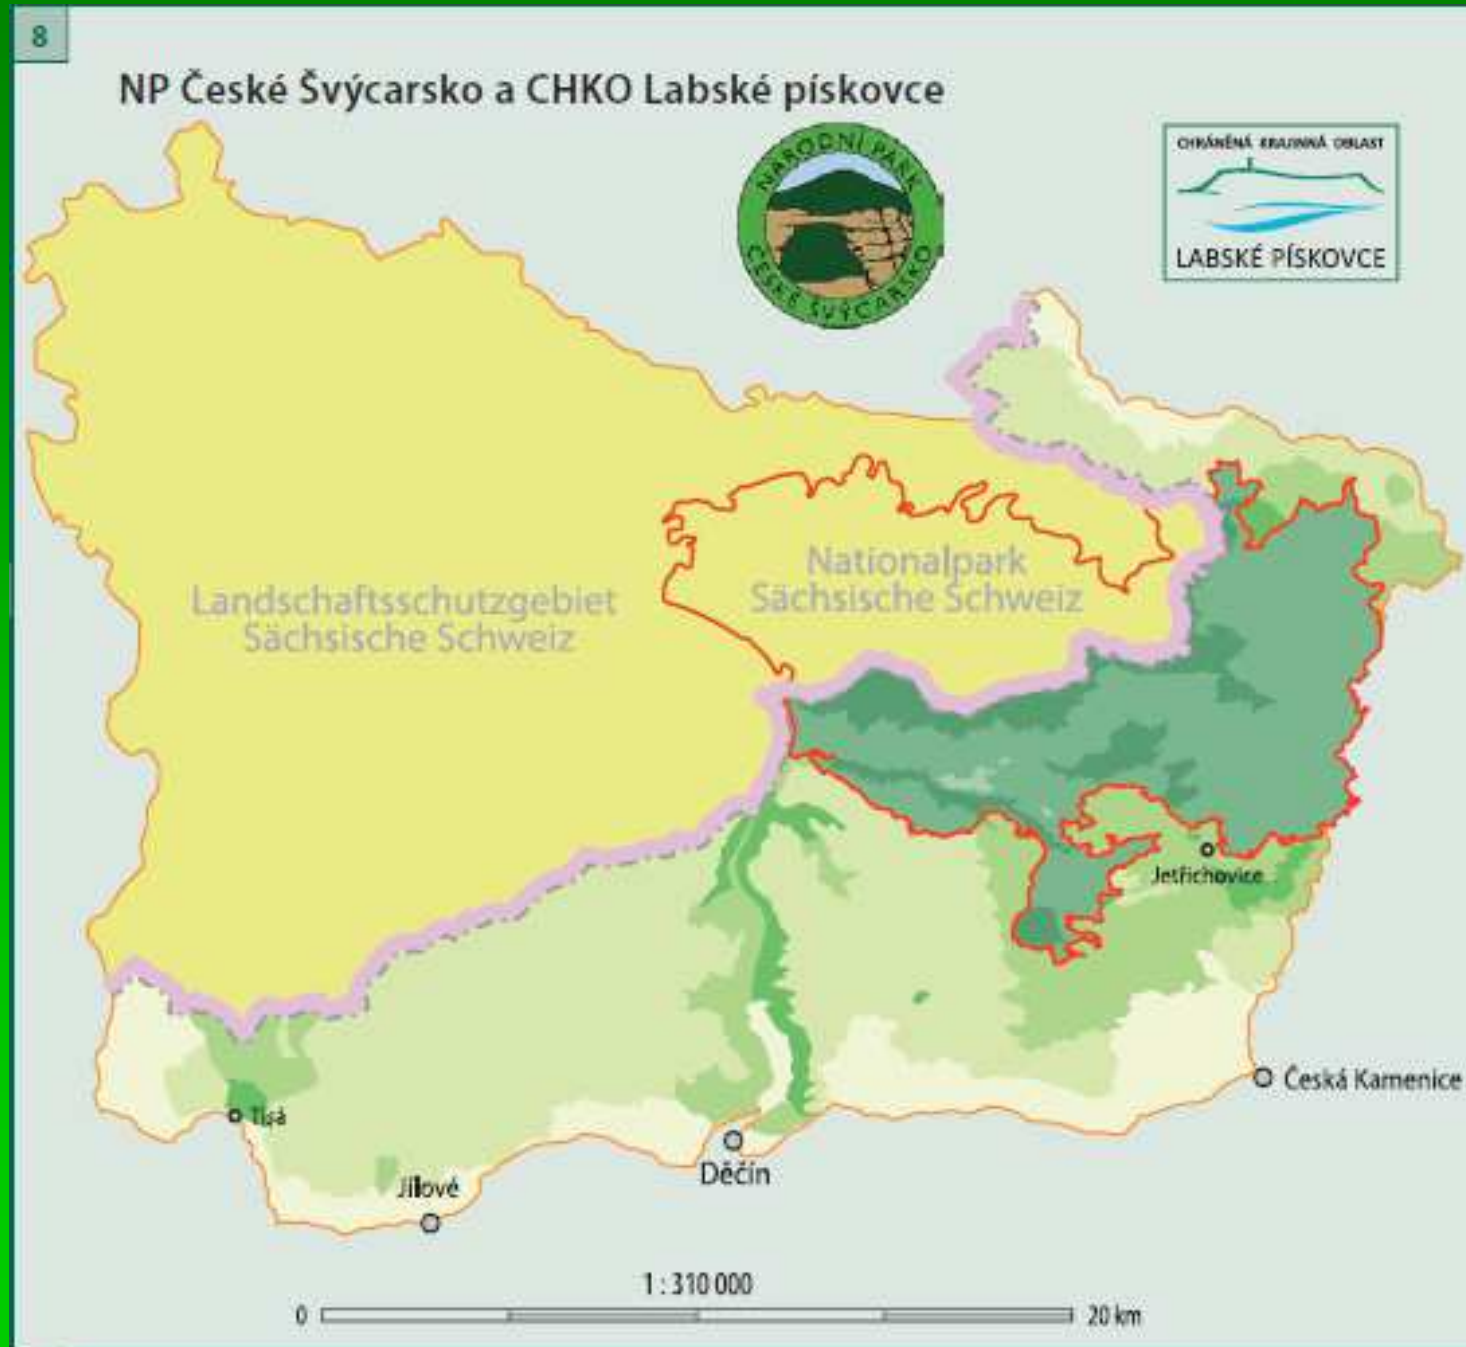 8
NP České Švýcarsko a CHKO Labské pískovce
NÁRODNÍ PARK
ČESKÉ ŠVÝCARSKO
CHRÁNĚNÁ KRAJINNÁ OBLAST
LABSKÉ PÍSKOVCE
Nationalpark
Sächsische Schweiz
Landschaftsschutzgebiet
Sächsische Schweiz
Jetřichovice
Česká Kamenice
Tisá
Děčín
Jílové
1 : 310 000
0
20 km